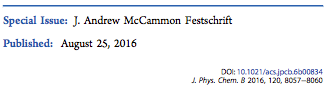 Special Issue: J. Andrew McCammon Festschrift
Published: August 25, 2016
DOI: 10.1021/acs.jpcb.6b00834
J. Phys. Chem. B 2016, 120, 8057−8060